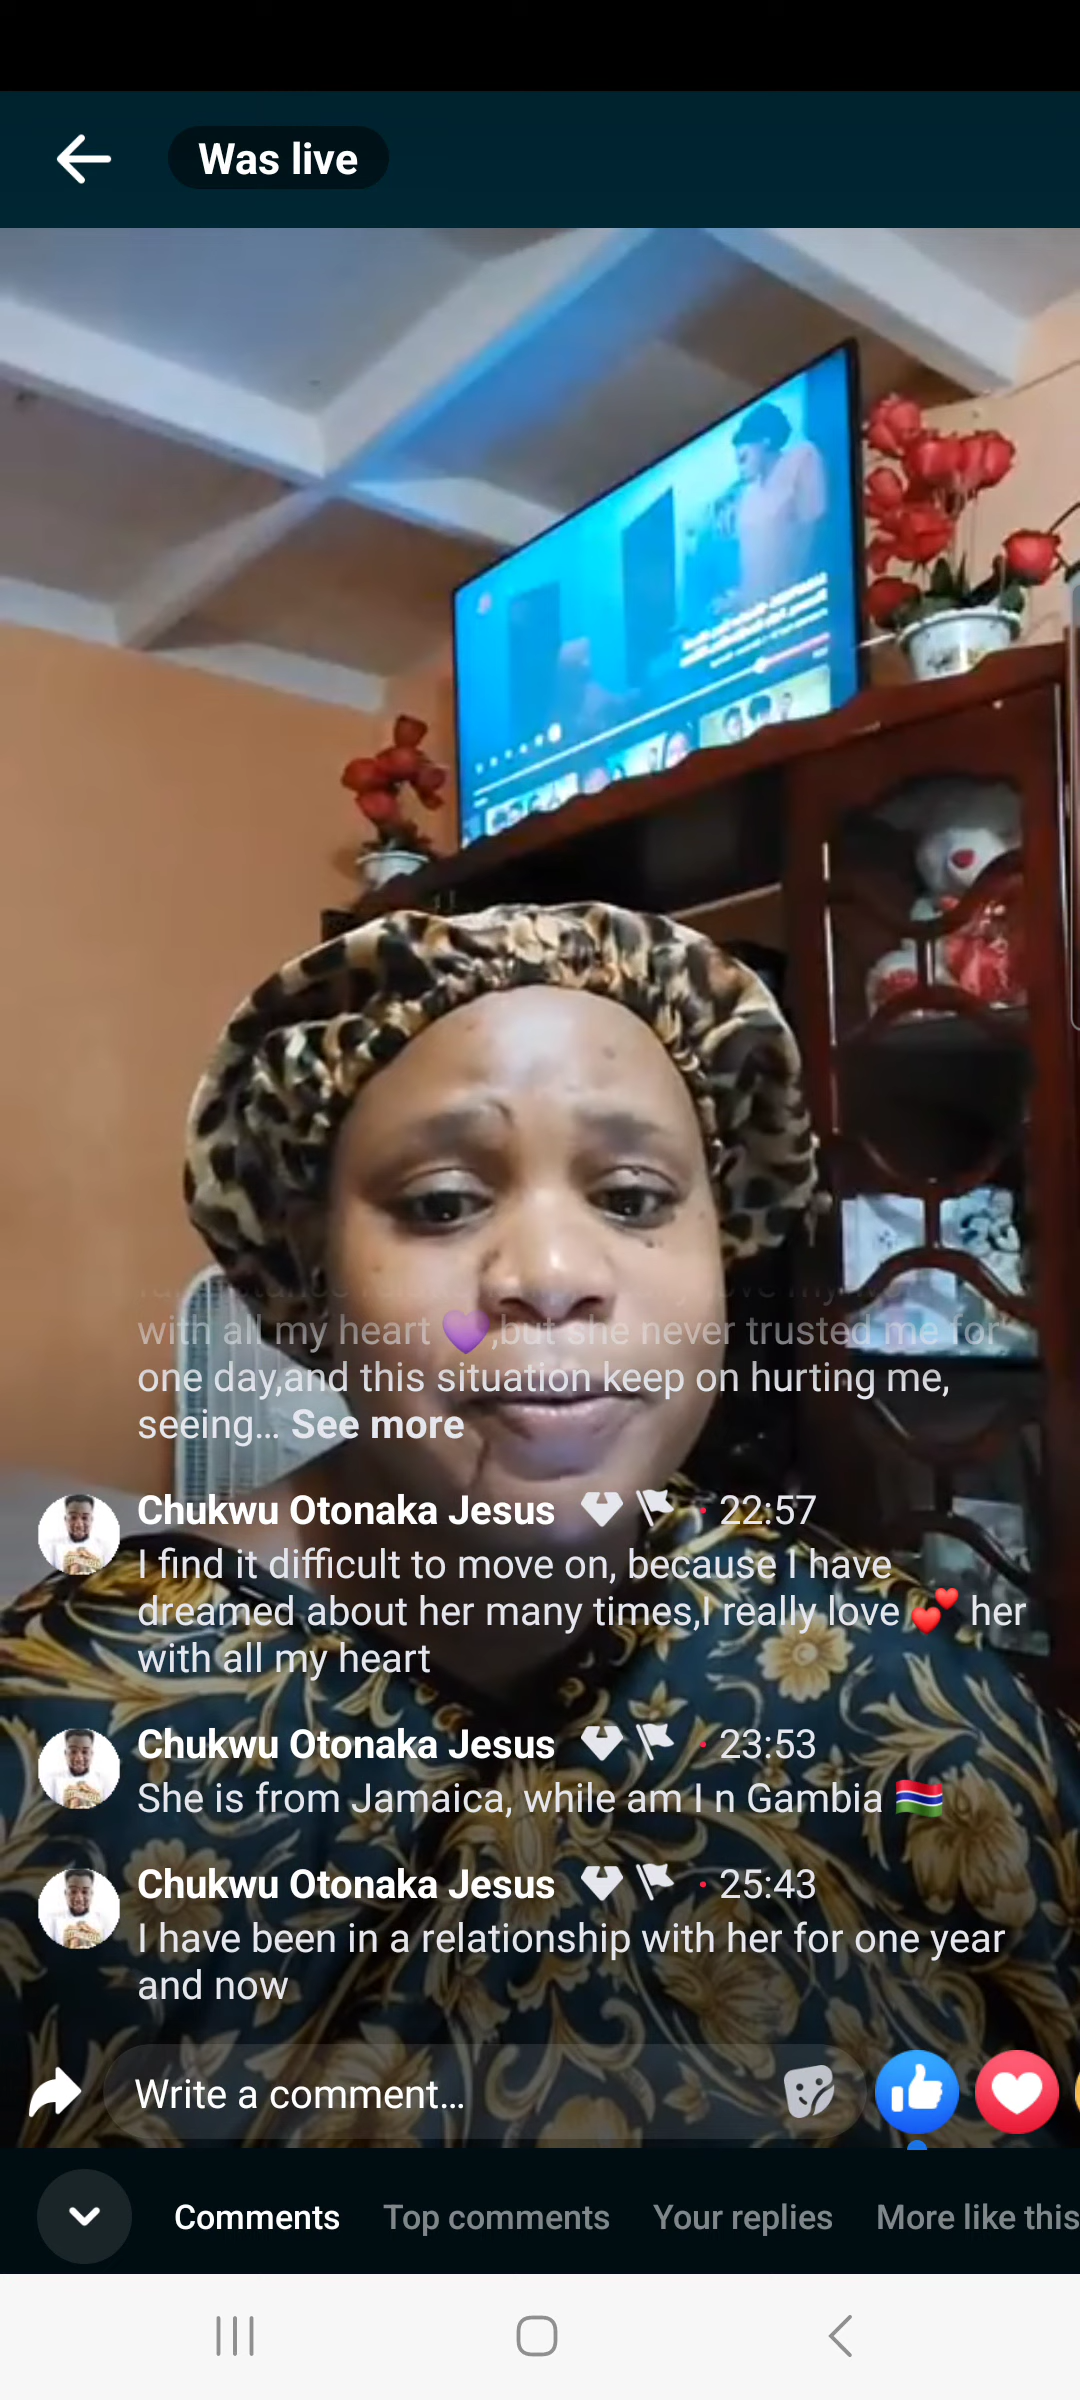 Was live
with all my heart 💜,but she never trusted me for
one day,and this situation keep on hurting me,
seeing... See more
Chukwu Otonaka Jesus · 22:57
I find it difficult to move on, because I have
dreamed about her many times,I really love 💕 her
with all my heart
Chukwu Otonaka Jesus · 23:53
She is from Jamaica, while am I n Gambia 🇬🇲
Chukwu Otonaka Jesus · 25:43
I have been in a relationship with her for one year
and now
Write a comment...
Comments Top comments Your replies More like this